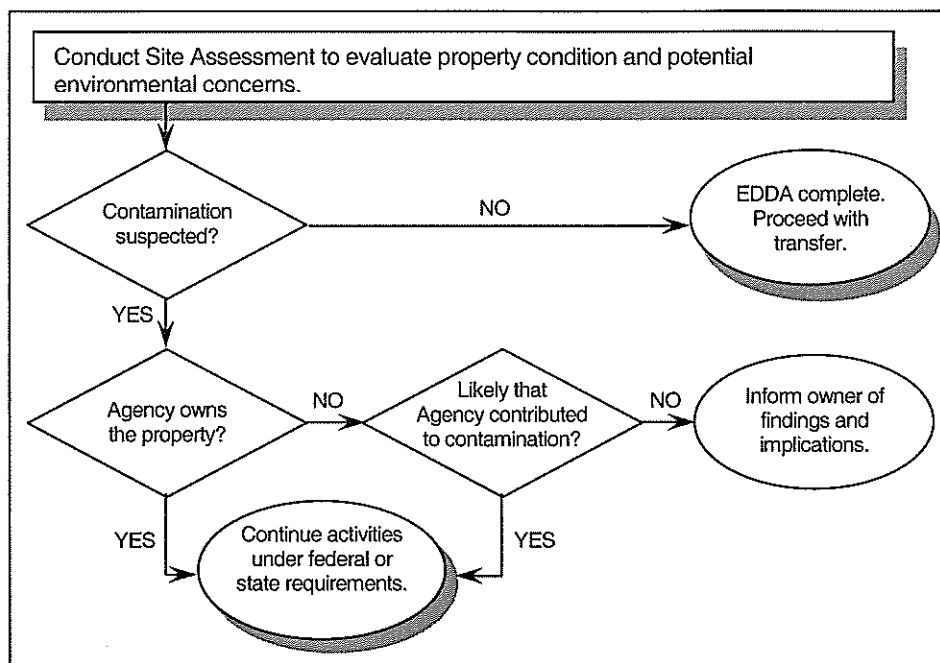 Conduct Site Assessment to evaluate property condition and potential
environmental concerns.
Contamination
suspected?
NO
EDDA complete.
Proceed with
transfer.
YES
Agency owns
the property?
NO
Likely that
Agency contributed
to contamination?
NO
Inform owner of
findings and
implications.
YES
Continue activities
under federal or
state requirements.
YES